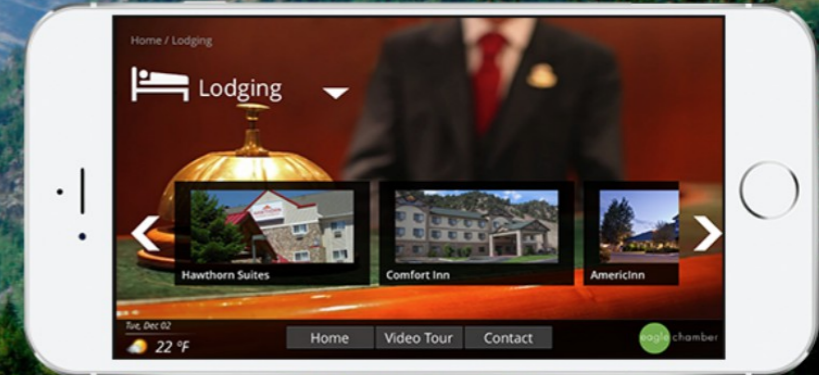 Home / Lodging
Lodging
Hawthorn Suites
Comfort Inn
AmericInn
Tue, Dec 02
22 °F
Home
Video Tour
Contact
eagle chamber